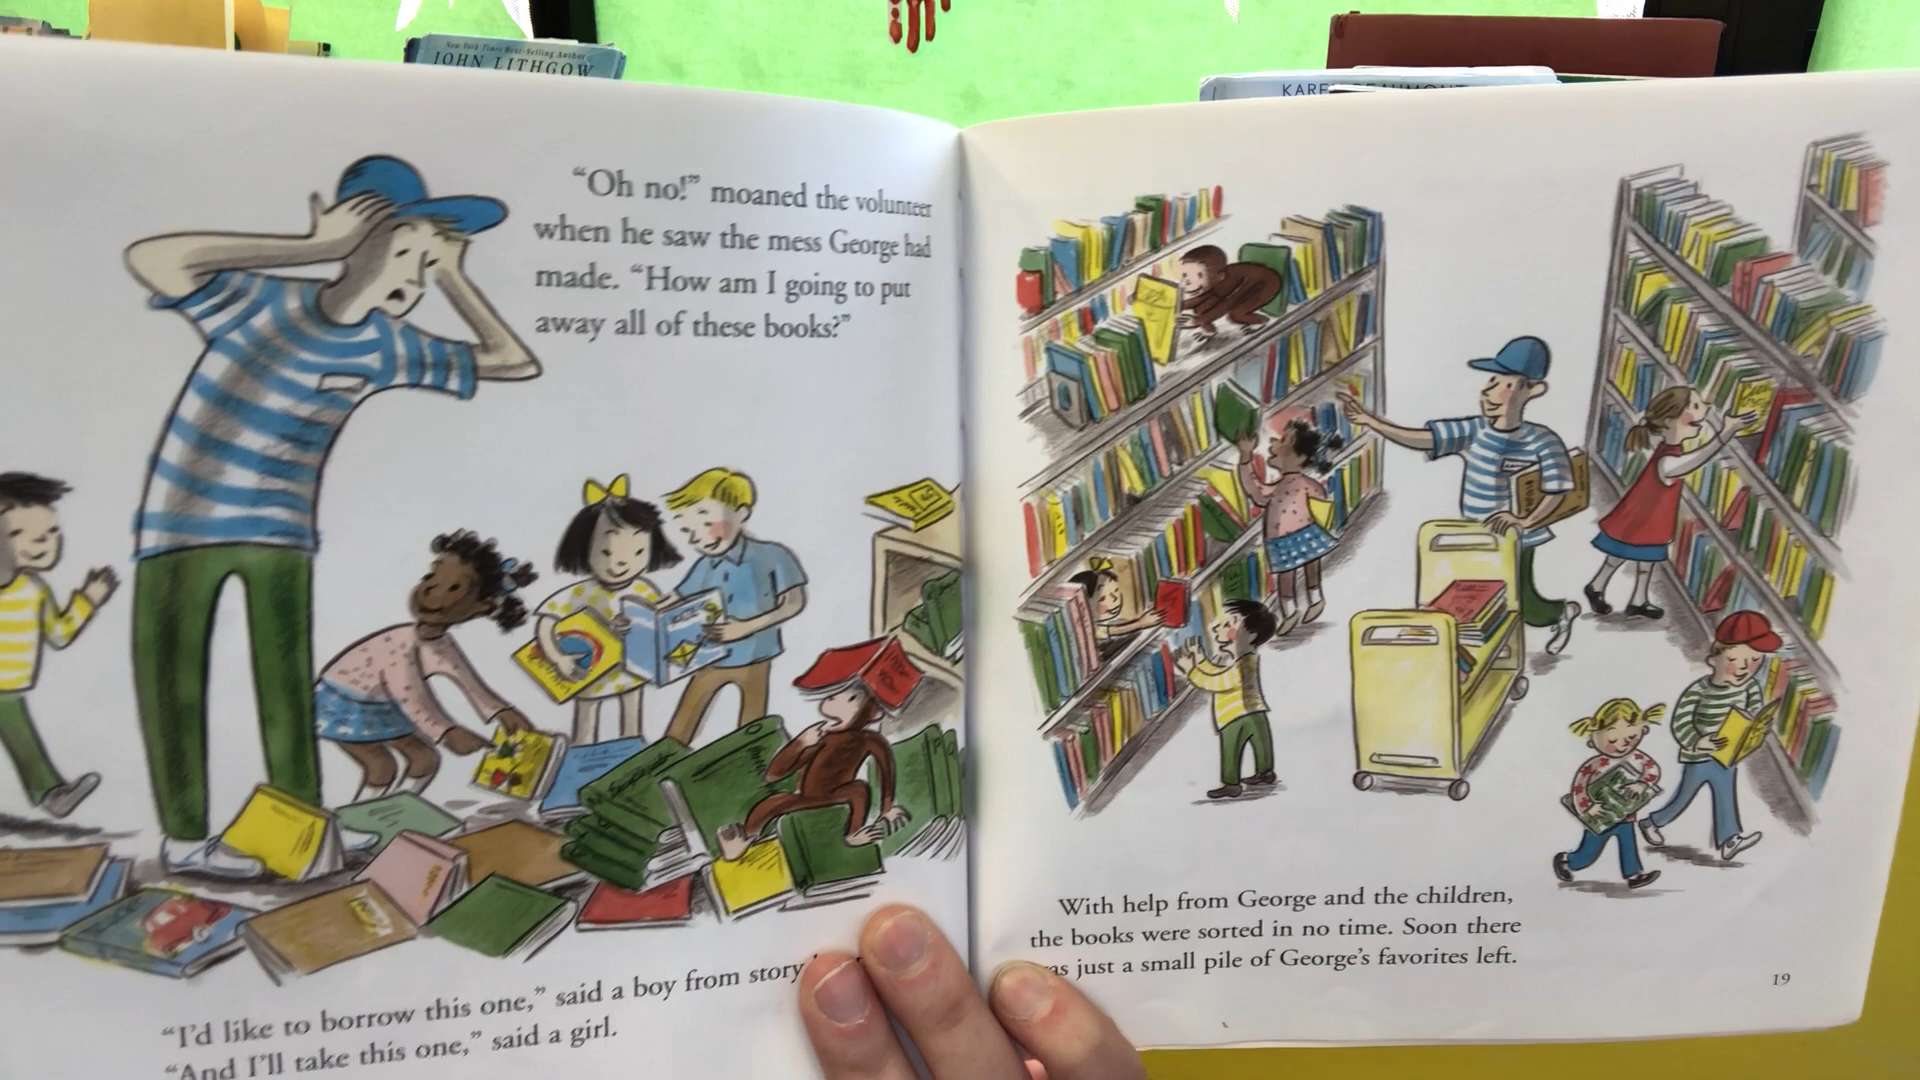 New York Times Best-Selling Author
JOHN LITHGOW
"Oh no!" moaned the volunteer
when he saw the mess George had
made. "How am I going to put
away all of these books?"
"I'd like to borrow this one," said a boy from story
"And I'll take this one," said a girl.
With help from George and the children,
the books were sorted in no time. Soon there
just a small pile of George's favorites left.
19